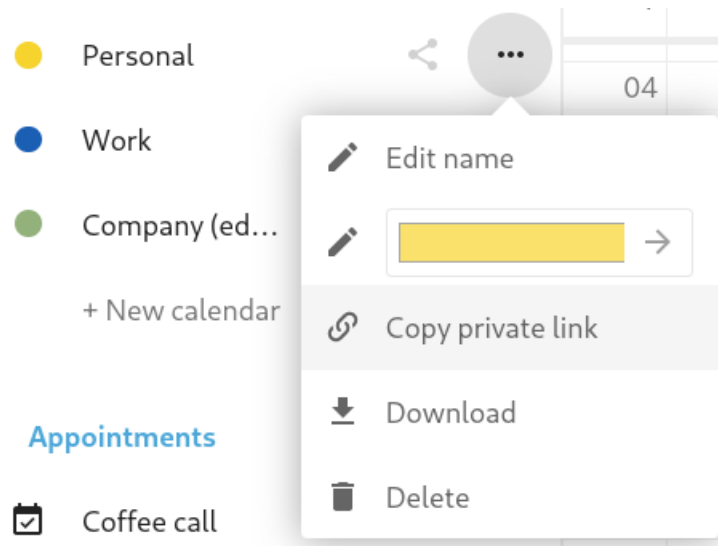 Personal
04
Work
Edit name
Company (ed...
+ New calendar
Copy private link
Download
Appointments
Delete
Coffee call